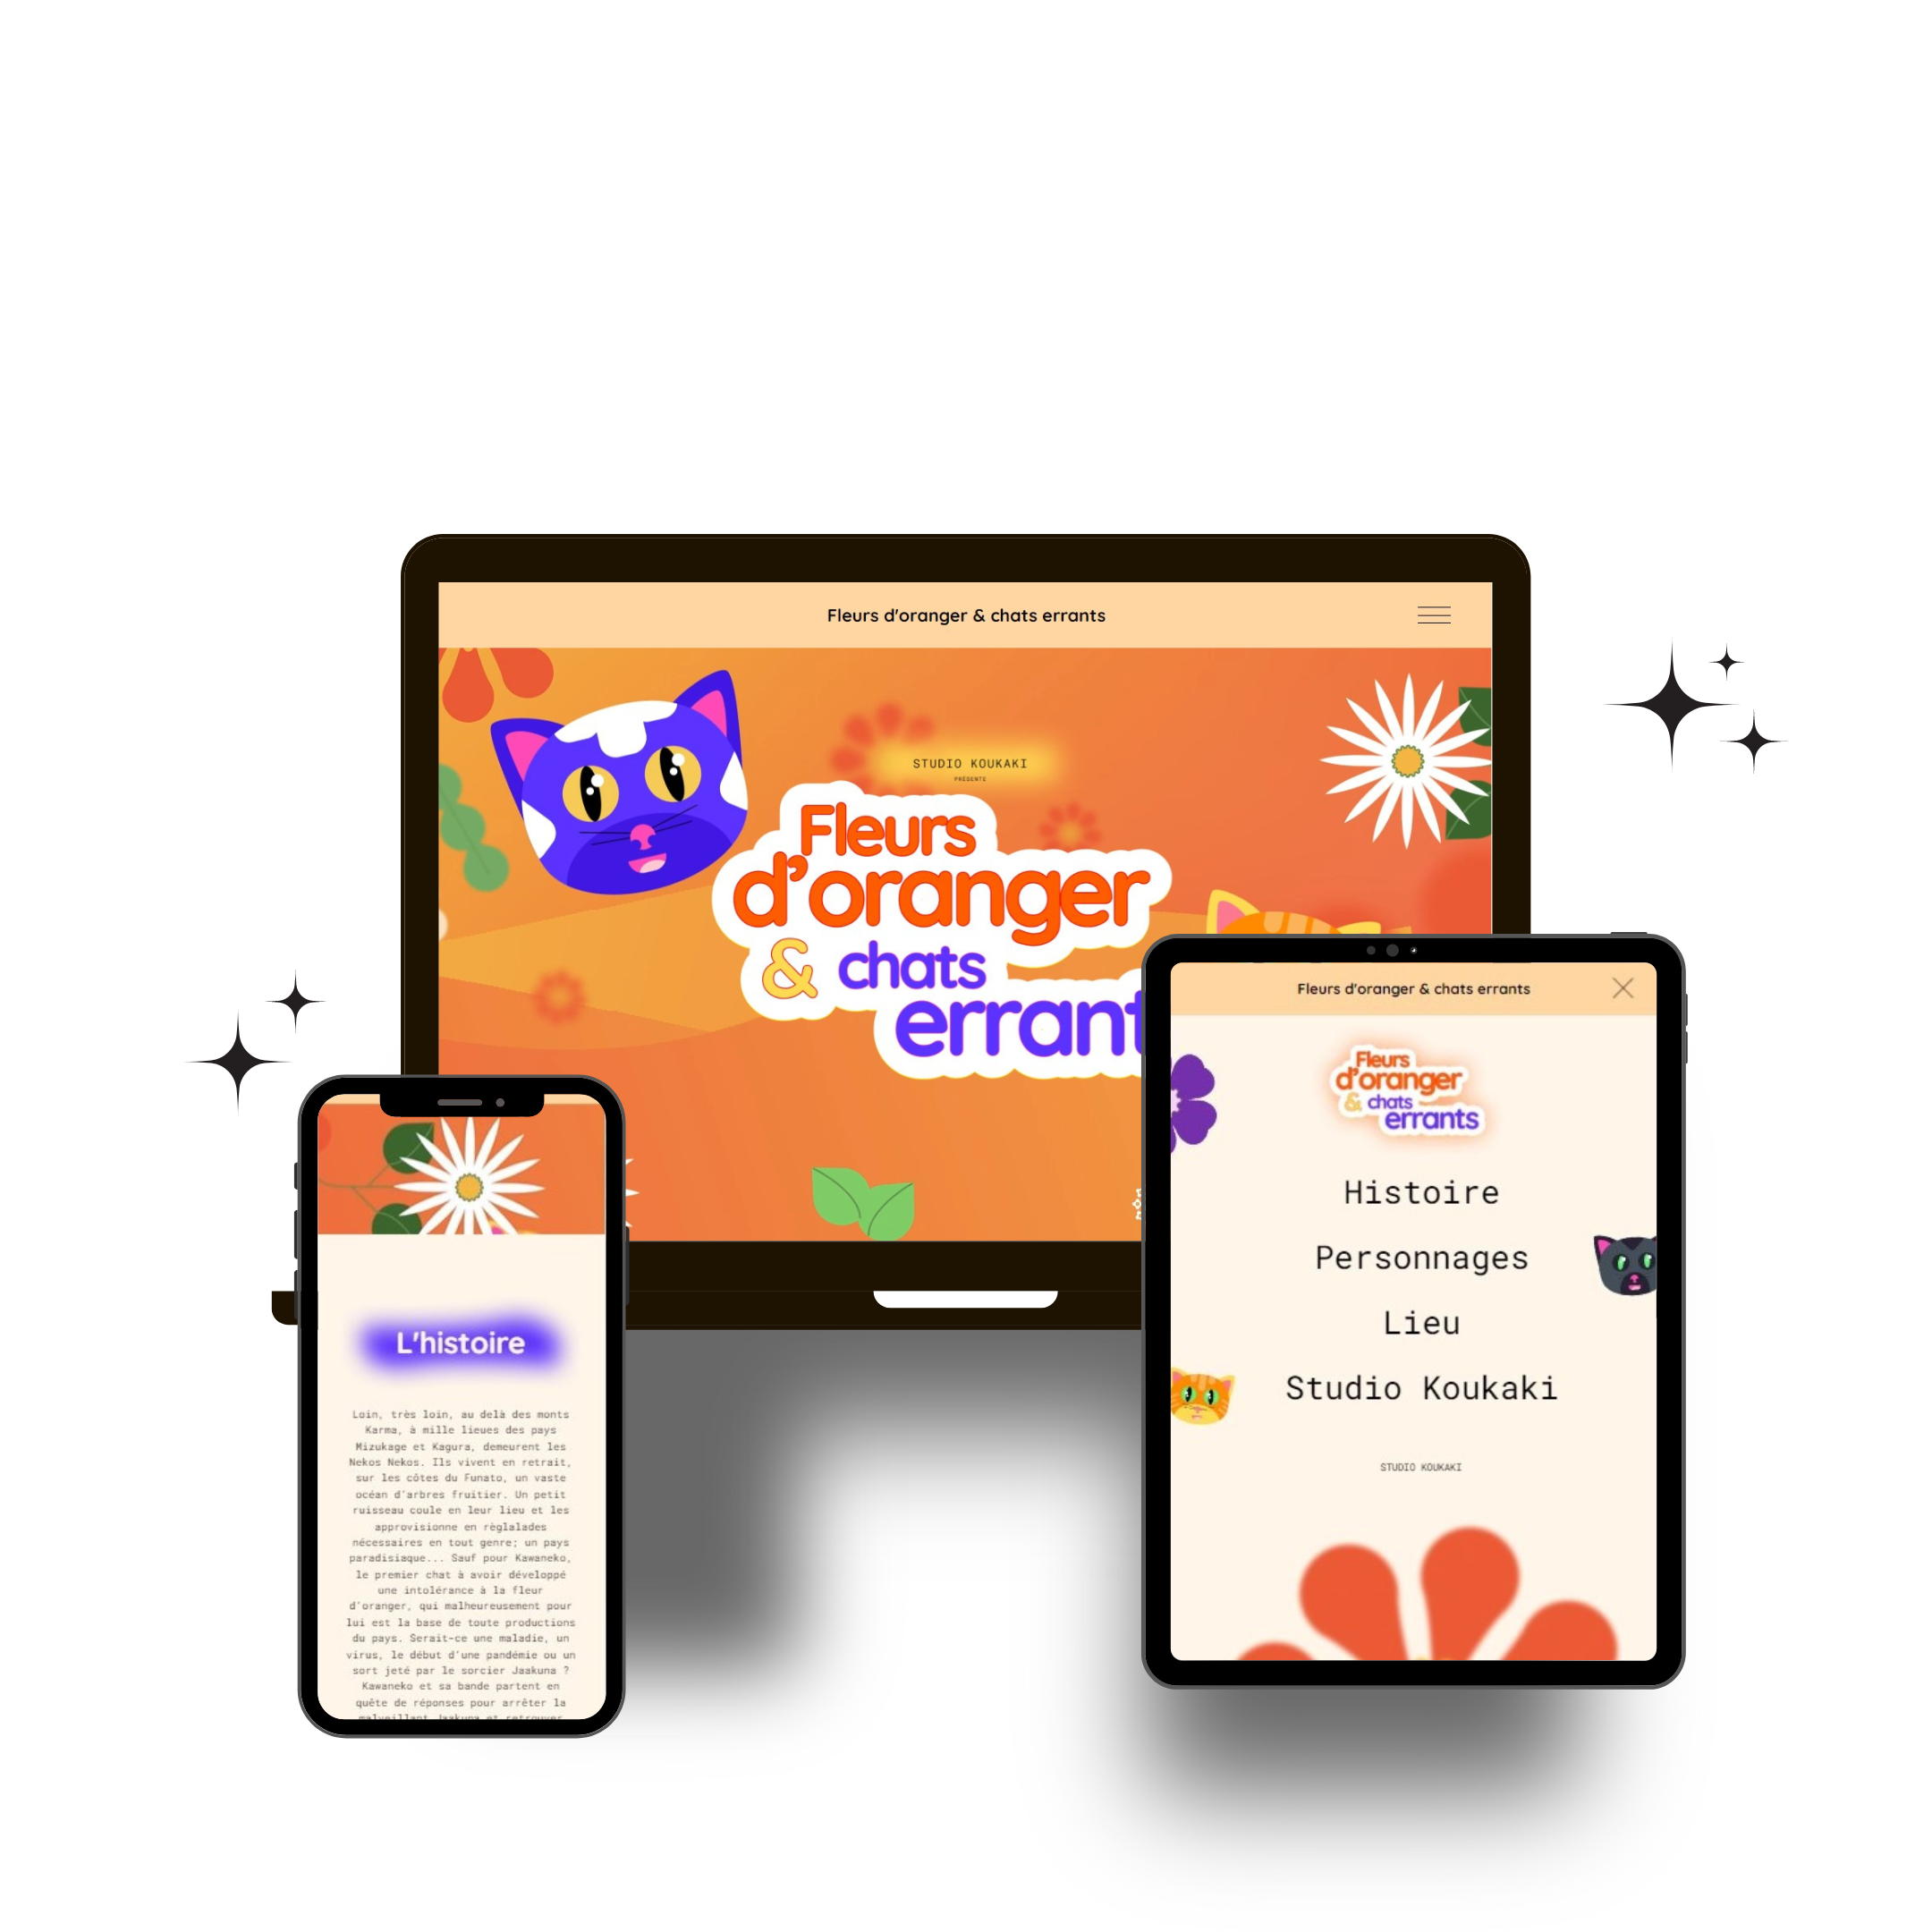 Fleurs d'oranger & chats errants
STUDIO KOUKAKI
PRÉSENTS
Fleurs
d'oranger
& chats
errant
Fleurs d'oranger & chats errants
Fleurs
d'oranger
& chats
errants
Histoire
Personnages
Lieu
Studio Koukaki
STUDIO KOUKAKI
L'histoire
Loin, très loin, au delà des monts
Karma, à mille lieues des pays
Mizukage et Kagura, demeurent les
Nekos Nekos. Ils vivent en retrait,
sur les côtes du Funato, un vaste
océan d'arbres fruitier. Un petit
ruisseau coule en leur lieu et les
approvisionne en règlalades
nécessaires en tout genre; un pays
paradisiaque... Sauf pour Kawaneko,
le premier chat à avoir développé
une intolérance à la fleur
d'oranger, qui malheureusement pour
lui est la base de toute productions
du pays. Serait-ce une maladie, un
virus, le début d'une pandémie ou un
sort jeté par le sorcier Jaakuna ?
Kawaneko et sa bande partent en
quête de réponses pour arrêter la
malveillant Jaakuna et retrouver